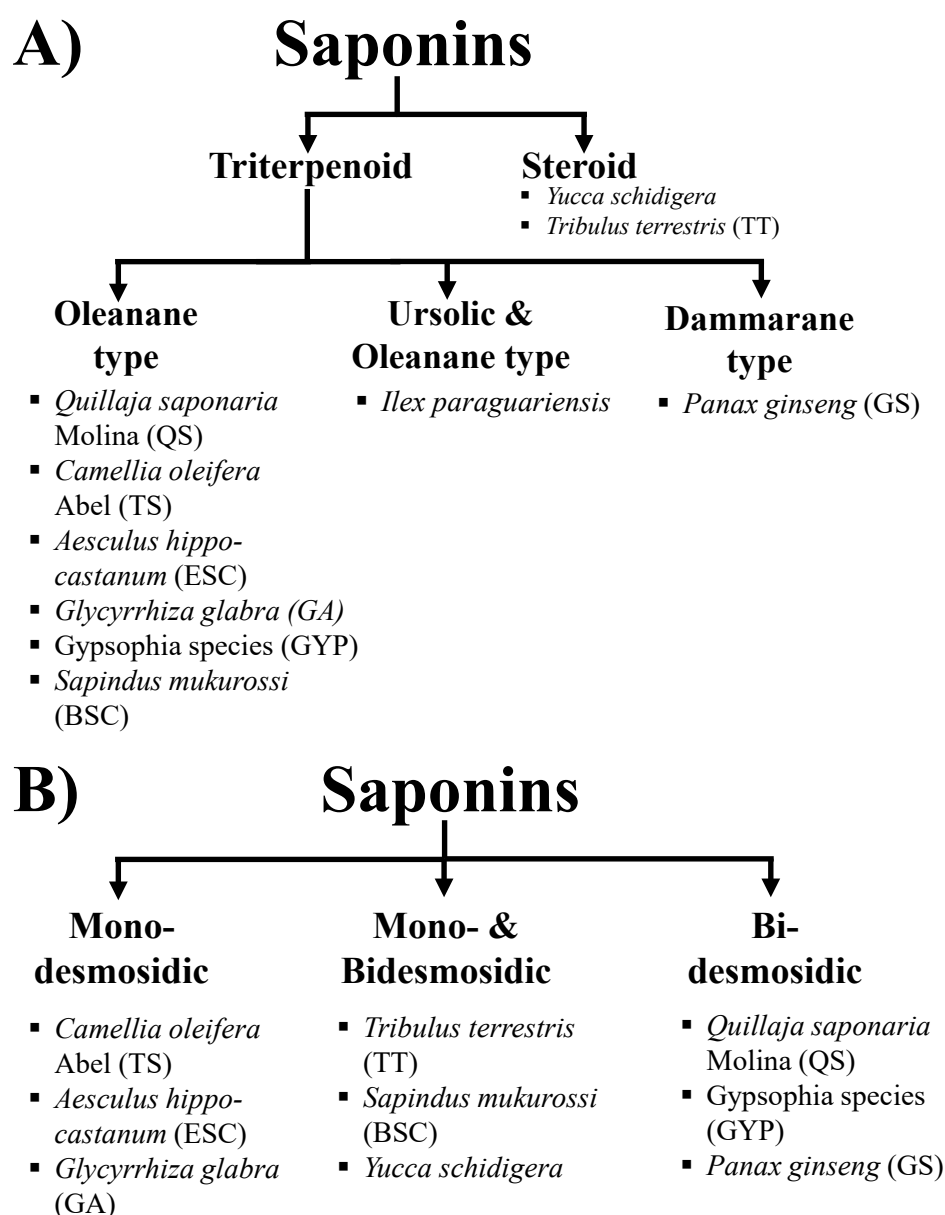 A)
Saponins
Triterpenoid
Steroid
▪ Yucca schidigera
▪ Tribulus terrestris (TT)
Oleanane
type
▪ Quillaja saponaria
Molina (QS)
▪ Camellia oleifera
Abel (TS)
▪ Aesculus hippo-
castanum (ESC)
▪ Glycyrrhiza glabra (GA)
▪ Gypsophia species (GYP)
▪ Sapindus mukurossi
(BSC)
Ursolic &
Oleanane type
▪ Ilex paraguariensis
Dammarane
type
▪ Panax ginseng (GS)
B)
Saponins
Mono-
desmosidic
▪ Camellia oleifera
Abel (TS)
▪ Aesculus hippo-
castanum (ESC)
▪ Glycyrrhiza glabra
(GA)
Mono- &
Bidesmosidic
▪ Tribulus terrestris
(TT)
▪ Sapindus mukurossi
(BSC)
▪ Yucca schidigera
Bi-
desmosidic
▪ Quillaja saponaria
Molina (QS)
▪ Gypsophia species
(GYP)
▪ Panax ginseng (GS)